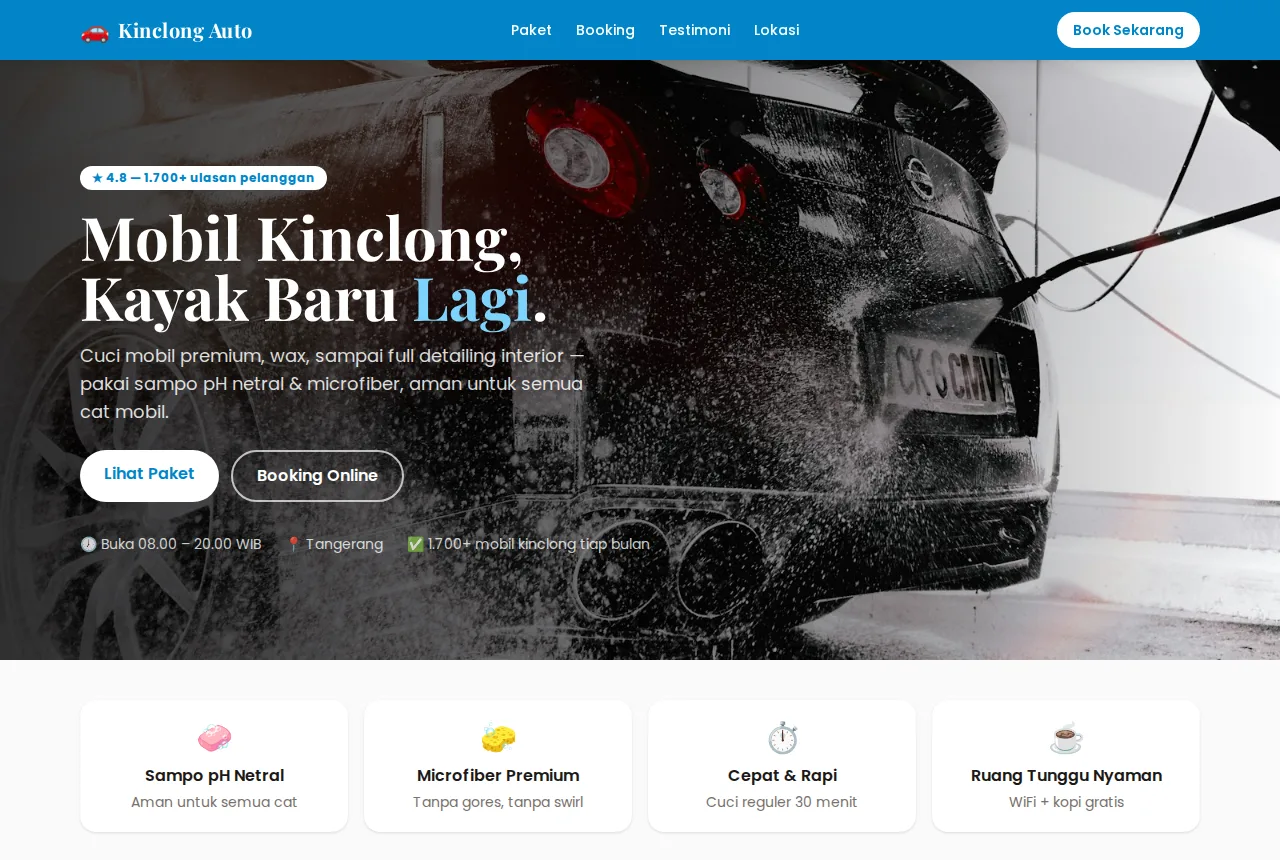 Kinclong Auto
Paket
Booking
Testimoni
Lokasi
Book Sekarang
★ 4.8 — 1.700+ ulasan pelanggan
Mobil Kinclong,
Kayak Baru Lagi.
Cuci mobil premium, wax, sampai full detailing interior —
pakai sampo pH netral & microfiber, aman untuk semua
cat mobil.
Lihat Paket
Booking Online
Buka 08.00 – 20.00 WIB
Tangerang
1.700+ mobil kinclong tiap bulan
Sampo pH Netral
Aman untuk semua cat
Microfiber Premium
Tanpa gores, tanpa swirl
Cepat & Rapi
Cuci reguler 30 menit
Ruang Tunggu Nyaman
WiFi + kopi gratis